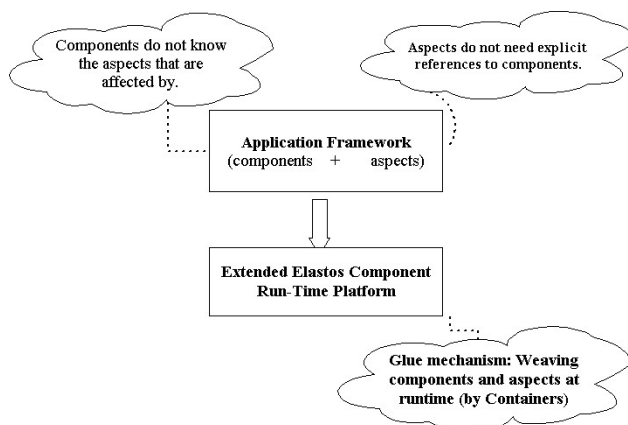 Components do not know
the aspects that are
affected by.
Aspects do not need explicit
references to components.
Application Framework
(components + aspects)
Extended Elastos Component
Run-Time Platform
Glue mechanism: Weaving
components and aspects at
runtime (by Containers)